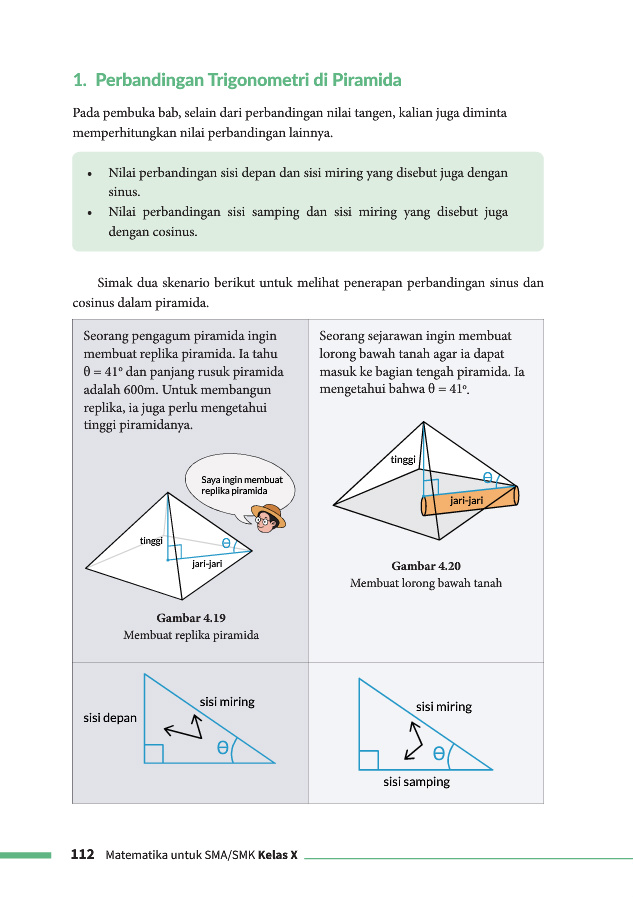 1. Perbandingan Trigonometri di Piramida
Pada pembuka bab, selain dari perbandingan nilai tangen, kalian juga diminta
memperhitungkan nilai perbandingan lainnya.
• Nilai perbandingan sisi depan dan sisi miring yang disebut juga dengan
sinus.
• Nilai perbandingan sisi samping dan sisi miring yang disebut juga
dengan cosinus.
Simak dua skenario berikut untuk melihat penerapan perbandingan sinus dan
cosinus dalam piramida.
Seorang pengagum piramida ingin
membuat replika piramida. Ia tahu
θ = 41° dan panjang rusuk piramida
adalah 600m. Untuk membangun
replika, ia juga perlu mengetahui
tinggi piramidanya.
Saya ingin membuat
replika piramida
tinggi
θ
jari-jari
Gambar 4.19
Membuat replika piramida
Seorang sejarawan ingin membuat
lorong bawah tanah agar ia dapat
masuk ke bagian tengah piramida. Ia
mengetahui bahwa θ = 41°.
tinggi
θ
jari-jari
Gambar 4.20
Membuat lorong bawah tanah
sisi miring
sisi depan
θ
sisi miring
θ
sisi samping
112 Matematika untuk SMA/SMK Kelas X